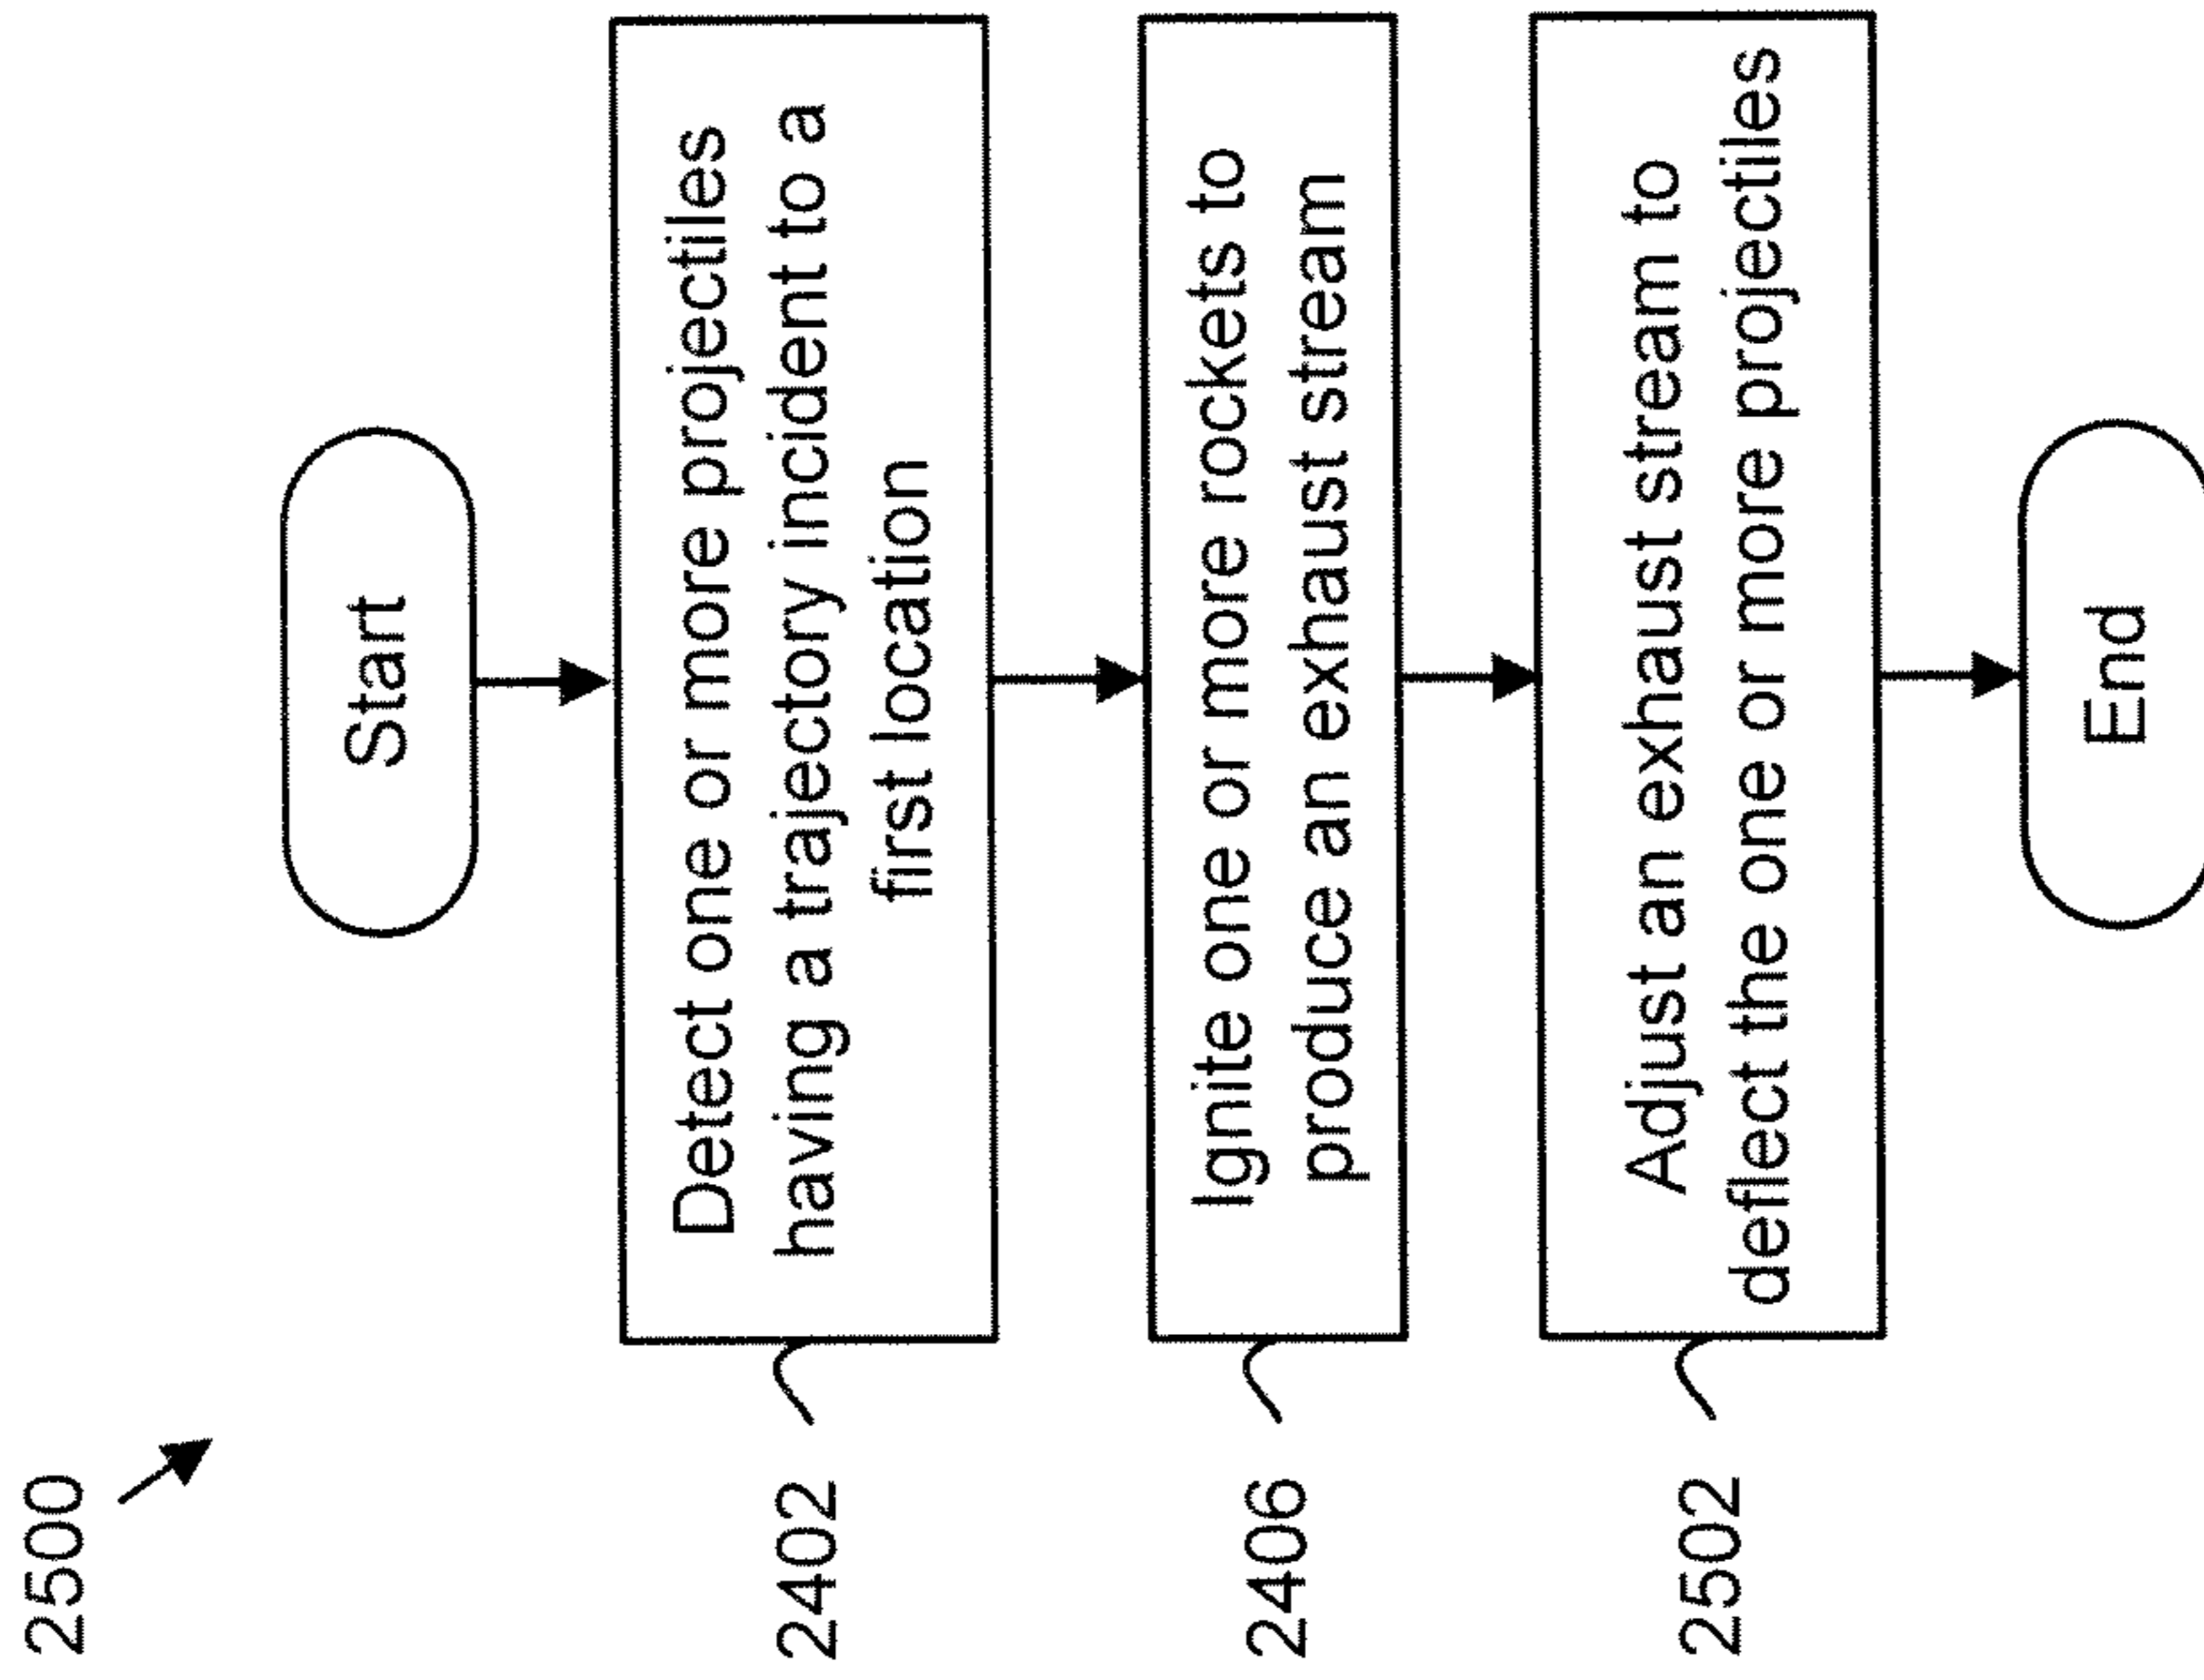 2500
Start
2402
Detect one or more projectiles
having a trajectory incident to a
first location
2406
Ignite one or more rockets to
produce an exhaust stream
2502
Adjust an exhaust stream to
deflect the one or more projectiles
End